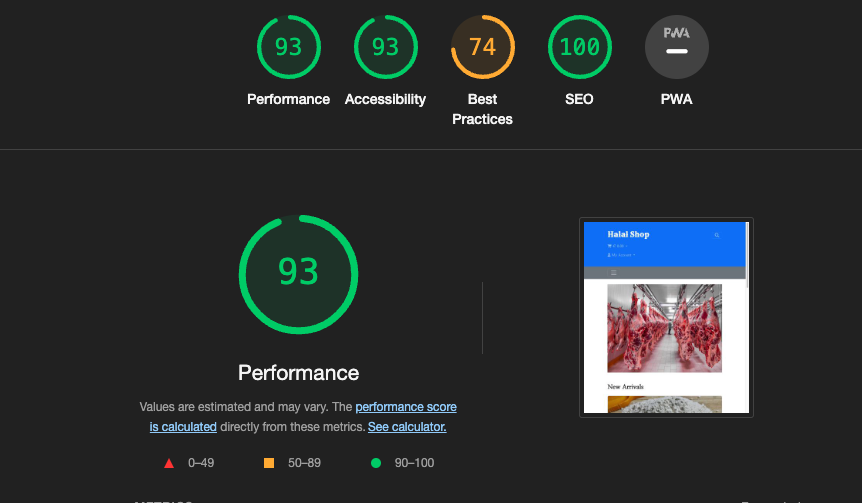 93
93
74
100
PWA
Performance
Accessibility
Best
Practices
SEO
PWA
93
Performance
Values are estimated and may vary. The performance score
is calculated directly from these metrics. See calculator.
0–49
50–89
90–100
Halal Shop
New Arrivals